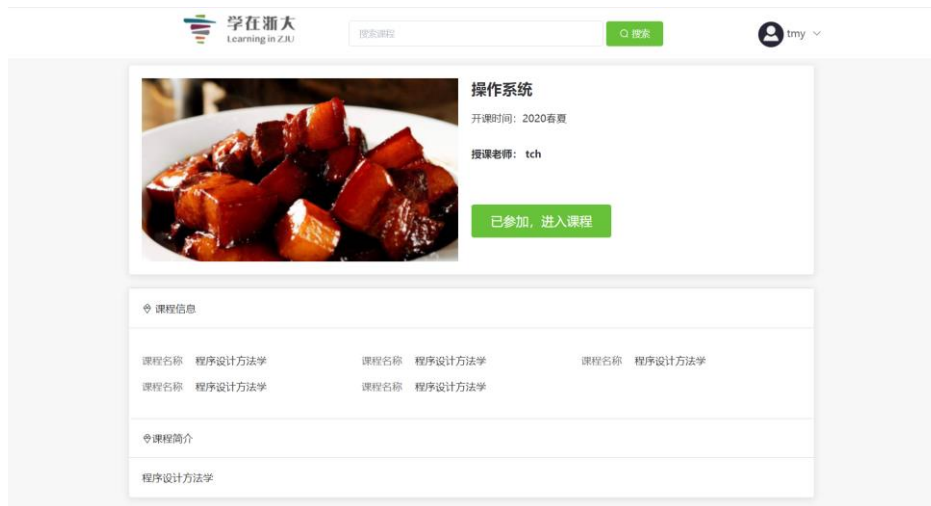 学在浙大
Learning in ZJU
搜索课程
搜索
tmy
操作系统
开课时间：2020春夏
授课老师： tch
已参加，进入课程
课程信息
课程名称 程序设计方法学 课程名称 程序设计方法学 课程名称 程序设计方法学
课程名称 程序设计方法学 课程名称 程序设计方法学
课程简介
程序设计方法学